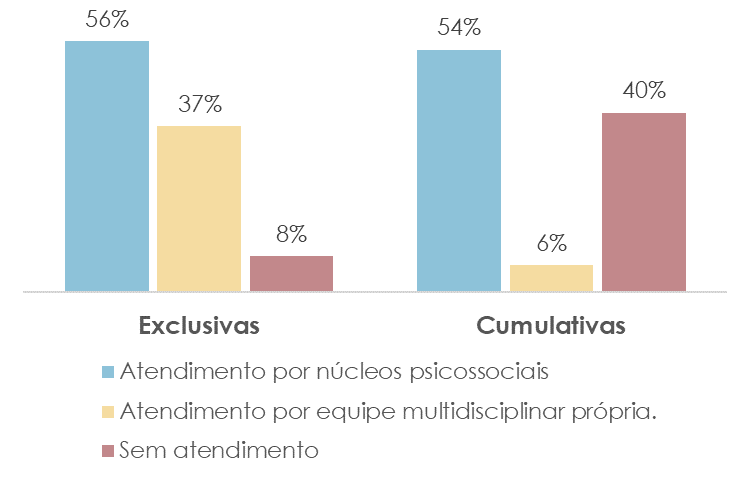 56%
54%
37%
40%
8%
6%
Exclusivas
Cumulativas
Atendimento por núcleos psicossociais
Atendimento por equipe multidisciplinar própria.
Sem atendimento